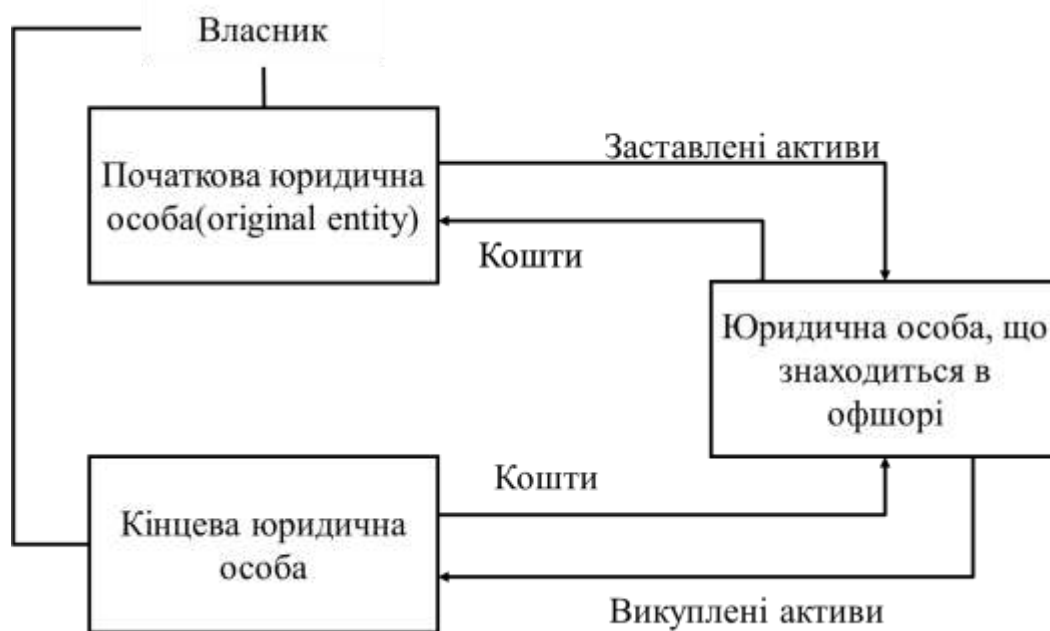 Власник
Початкова юридична
особа(original entity)
Заставлені активи
Кошти
Юридична особа, що
знаходиться в
офшорі
Кошти
Кінцева юридична
особа
Викуплені активи